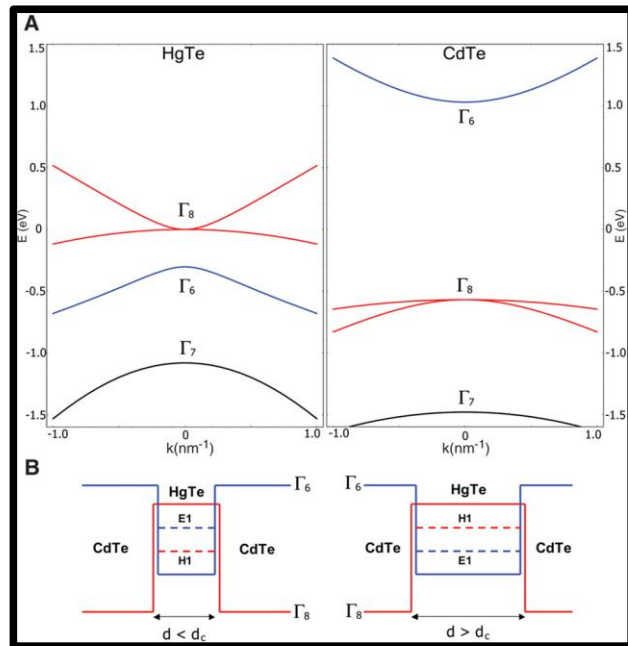 A
HgTe
CdTe
1.5
1.0
0.5
0
-0.5
-1.0
-1.5
E (eV)
Γ8
Γ6
Γ7
-1.0
0
1.0
k(nm⁻¹)
Γ6
Γ8
Γ7
-1.0
0
1.0
k(nm⁻¹)
1.5
1.0
0.5
0
-0.5
-1.0
-1.5
E (eV)
B
HgTe
Γ6
E1
CdTe
H1
CdTe
Γ8
d < dc
Γ6
HgTe
H1
CdTe
E1
CdTe
Γ8
d > dc